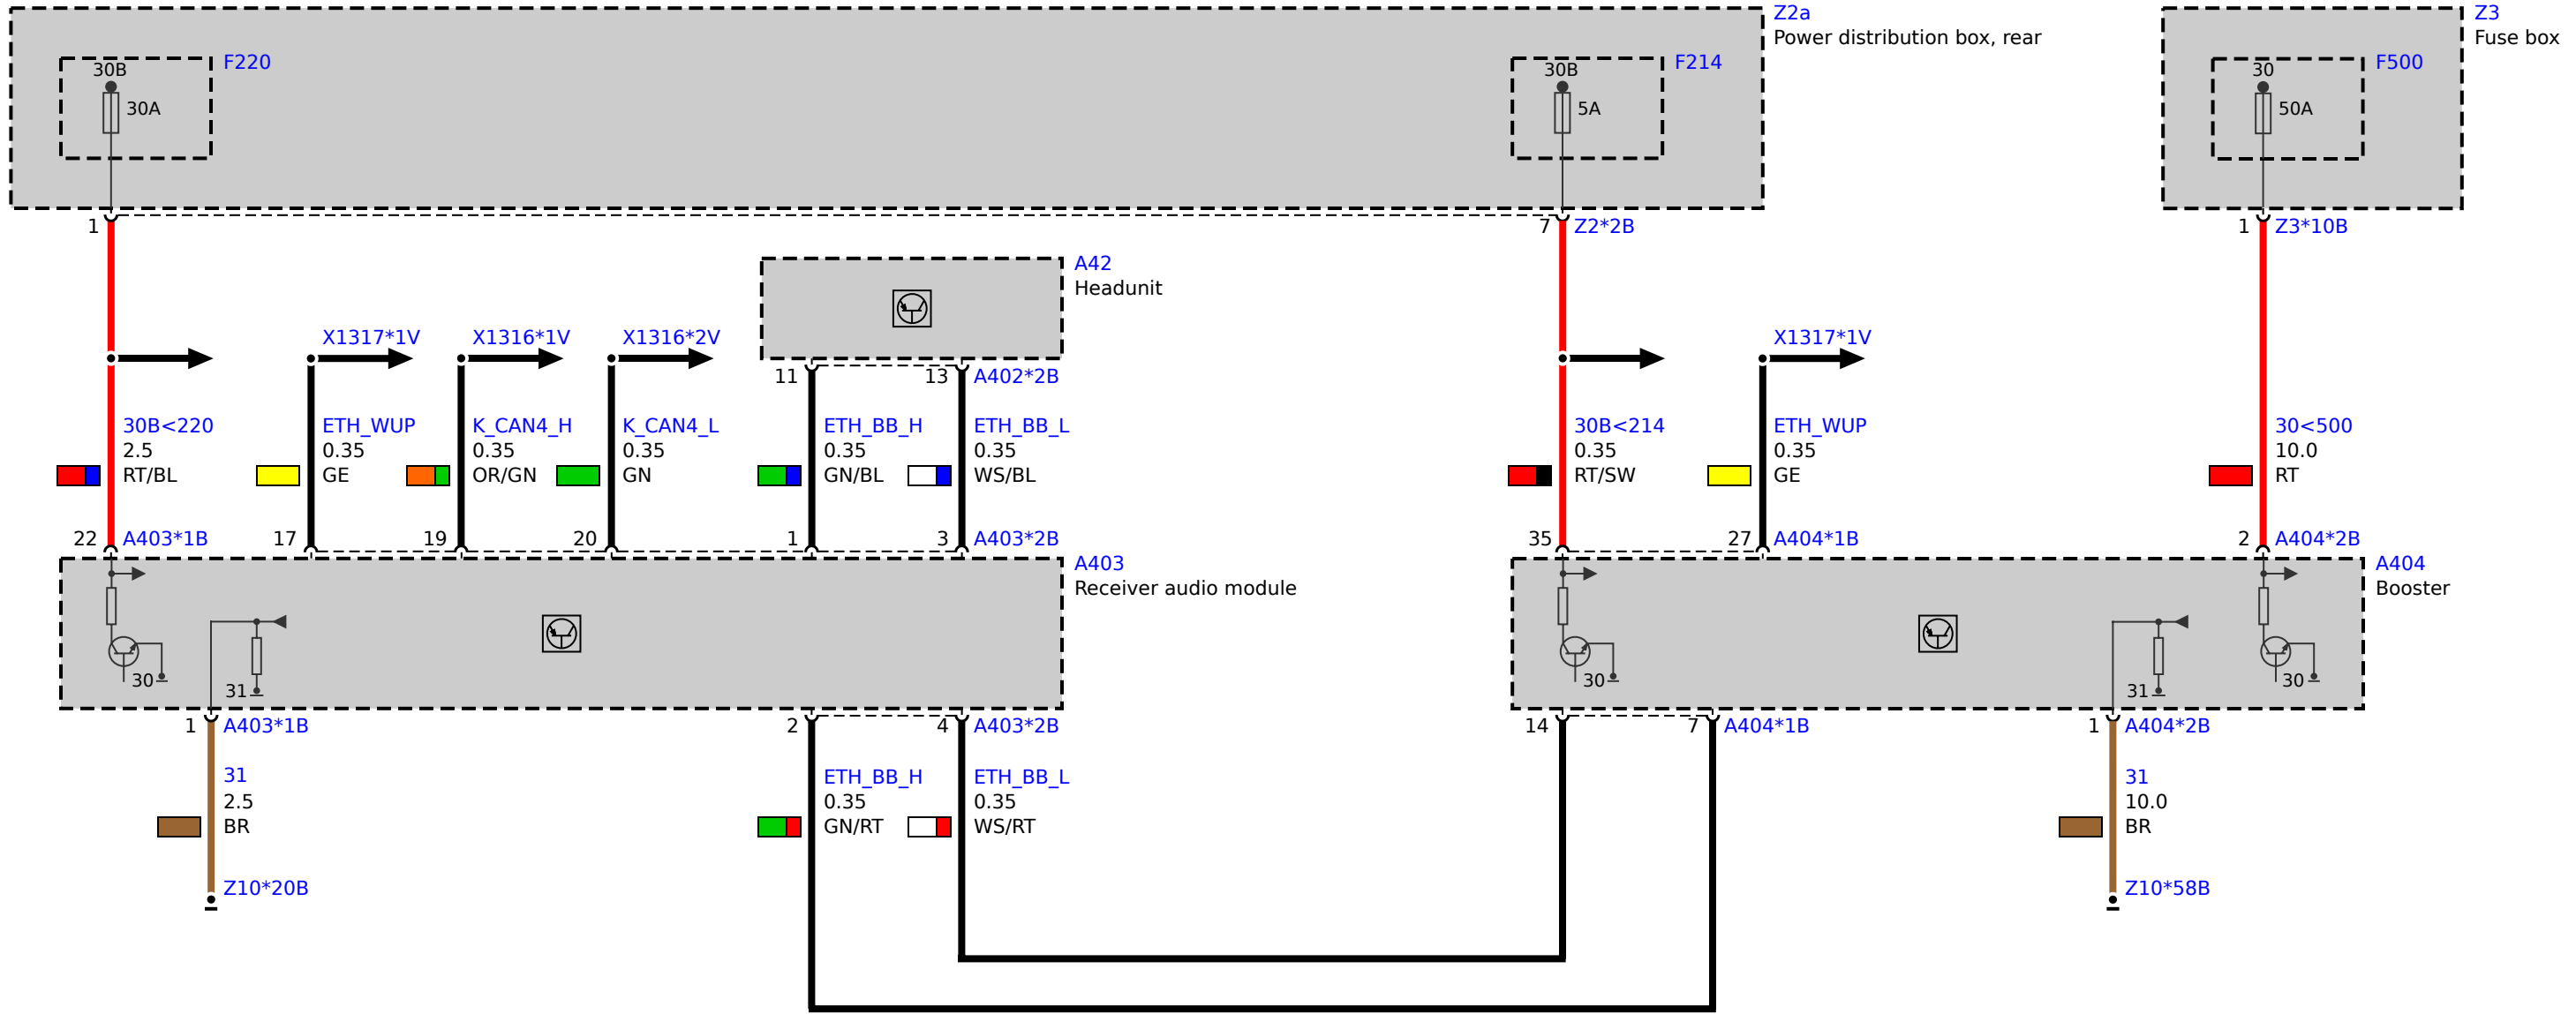 Z2a
Power distribution box, rear
Z3
Fuse box
F220
30B
30A
F214
30B
5A
F500
30
50A
1
7
Z2*2B
1
Z3*10B
A42
Headunit
X1317*1V
X1316*1V
X1316*2V
X1317*1V
11
13
A402*2B
30B<220
2.5
RT/BL
ETH_WUP
0.35
GE
K_CAN4_H
0.35
OR/GN
K_CAN4_L
0.35
GN
ETH_BB_H
0.35
GN/BL
ETH_BB_L
0.35
WS/BL
30B<214
0.35
RT/SW
ETH_WUP
0.35
GE
30<500
10.0
RT
22
A403*1B
17
19
20
1
3
A403*2B
35
27
A404*1B
2
A404*2B
A403
Receiver audio module
A404
Booster
30
31
30
31
30
1
A403*1B
2
4
A403*2B
14
7
A404*1B
1
A404*2B
31
2.5
BR
ETH_BB_H
0.35
GN/RT
ETH_BB_L
0.35
WS/RT
31
10.0
BR
Z10*20B
Z10*58B